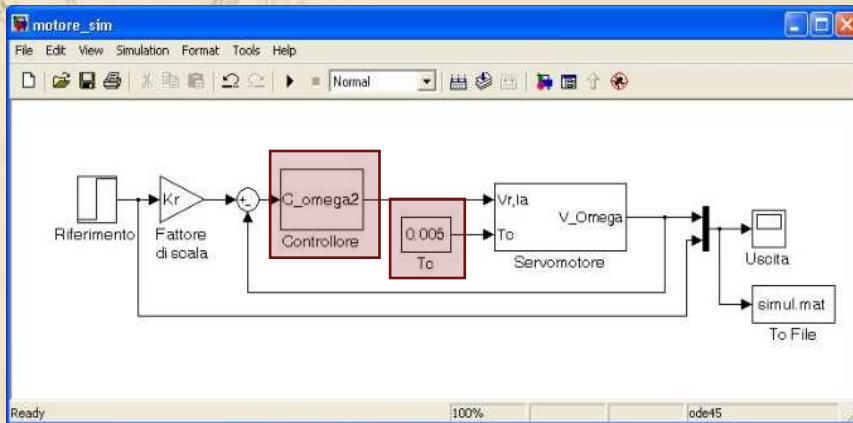 motore_sim
File Edit View Simulation Format Tools Help
Normal
Riferimento
Kr
Fattore
di scala
+
-
C_omega2
Controllore
0.005
Tc
Vr,Ia
Tc
V_Omega
Servomotore
Uscita
simul.mat
To File
Ready 100% ode45